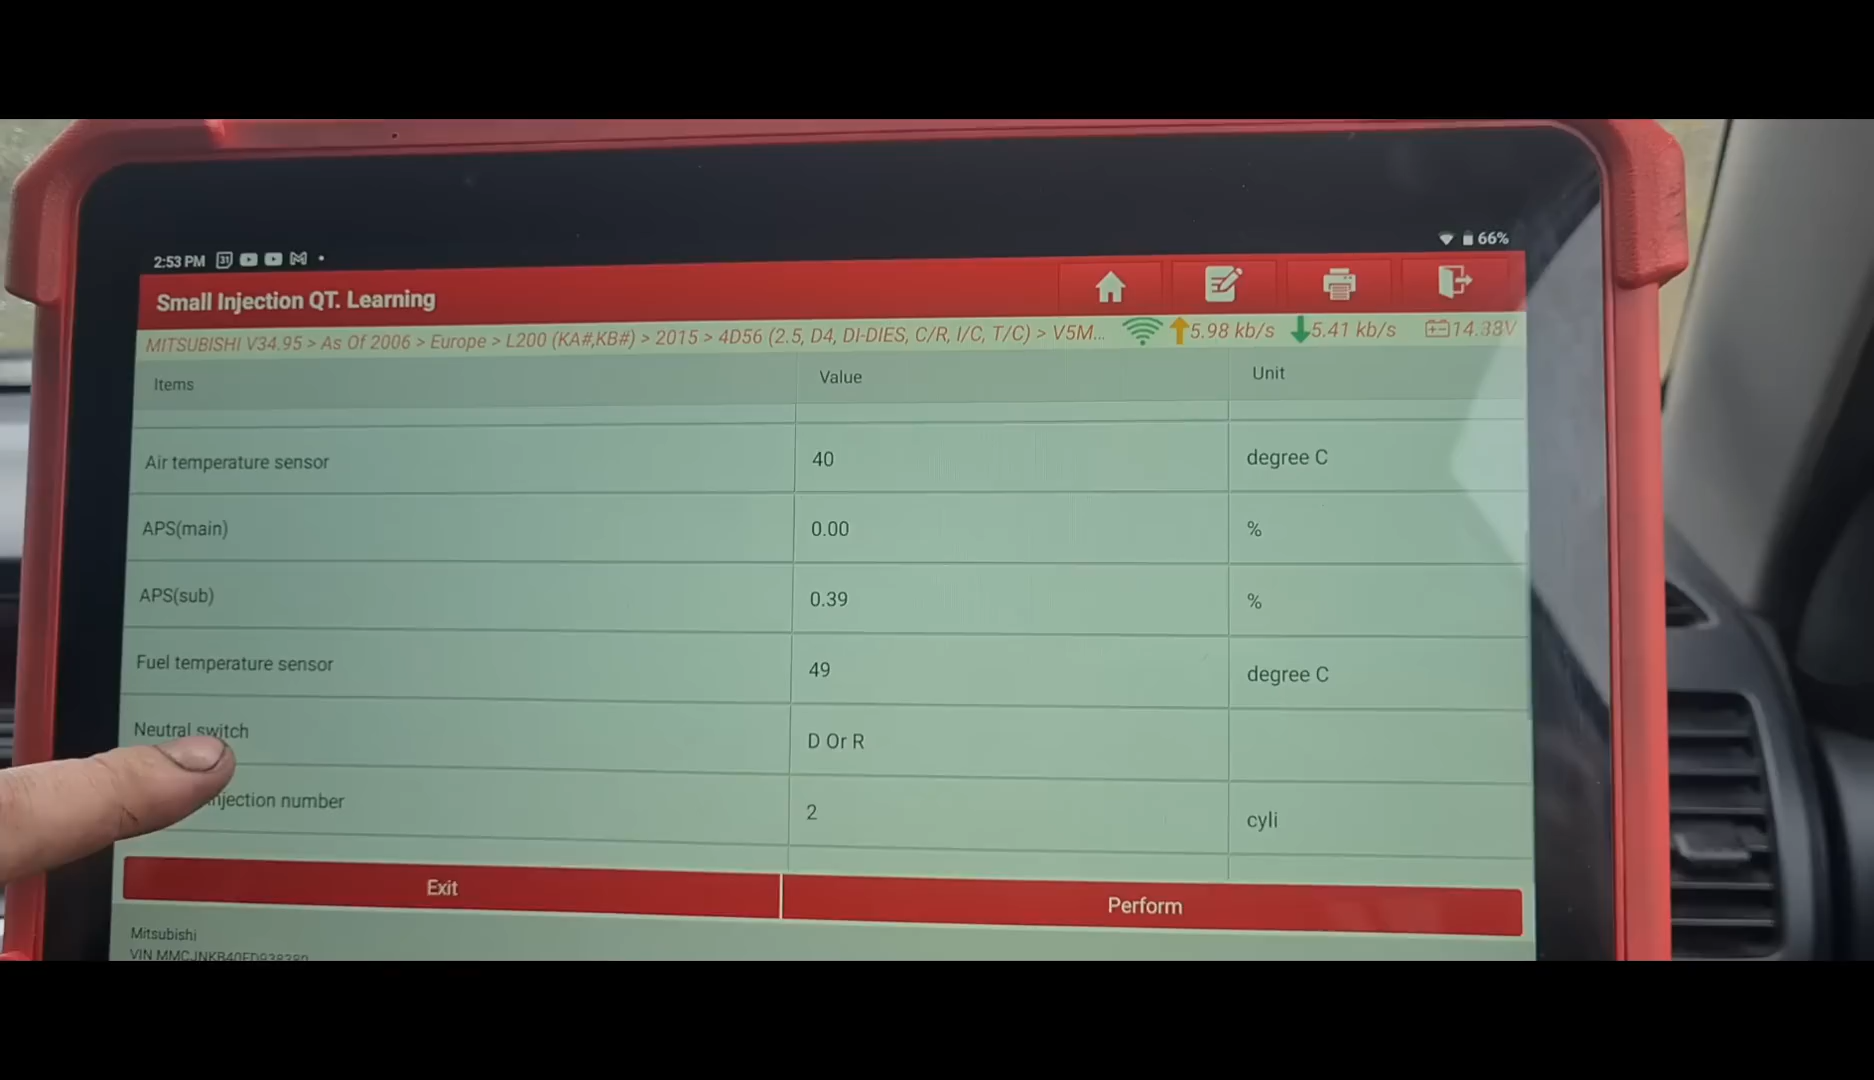 2:53 PM 31 66%
Small Injection QT. Learning
MITSUBISHI V34.95 > As Of 2006 > Europe > L200 (KA#,KB#) > 2015 > 4D56 (2.5, D4, DI-DIES, C/R, I/C, T/C) > V5M... 5.98 kb/s 5.41 kb/s 14.33V
Items Value Unit
Air temperature sensor 40 degree C
APS(main) 0.00 %
APS(sub) 0.39 %
Fuel temperature sensor 49 degree C
Neutral switch D Or R
njection number 2 cyli
Exit Perform
Mitsubishi
VIN